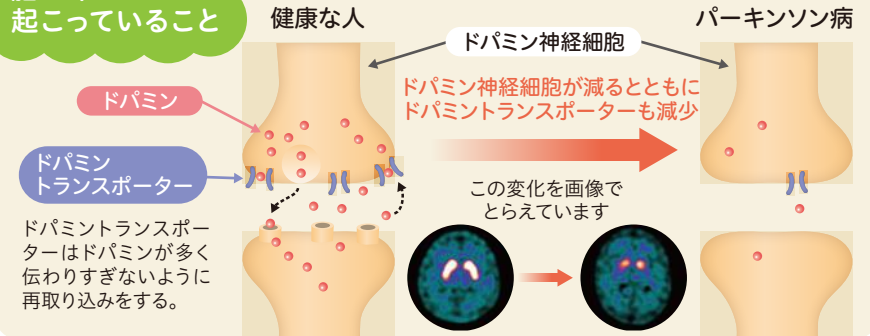 起こっていること
健康な人
パーキンソン病
ドパミン神経細胞
ドパミン
ドパミン神経細胞が減るとともに
ドパミントランスポーターも減少
ドパミン
トランスポーター
この変化を画像で
とらえています
ドパミントランスポー
ターはドパミンが多く
伝わりすぎないように
再取り込みをする。